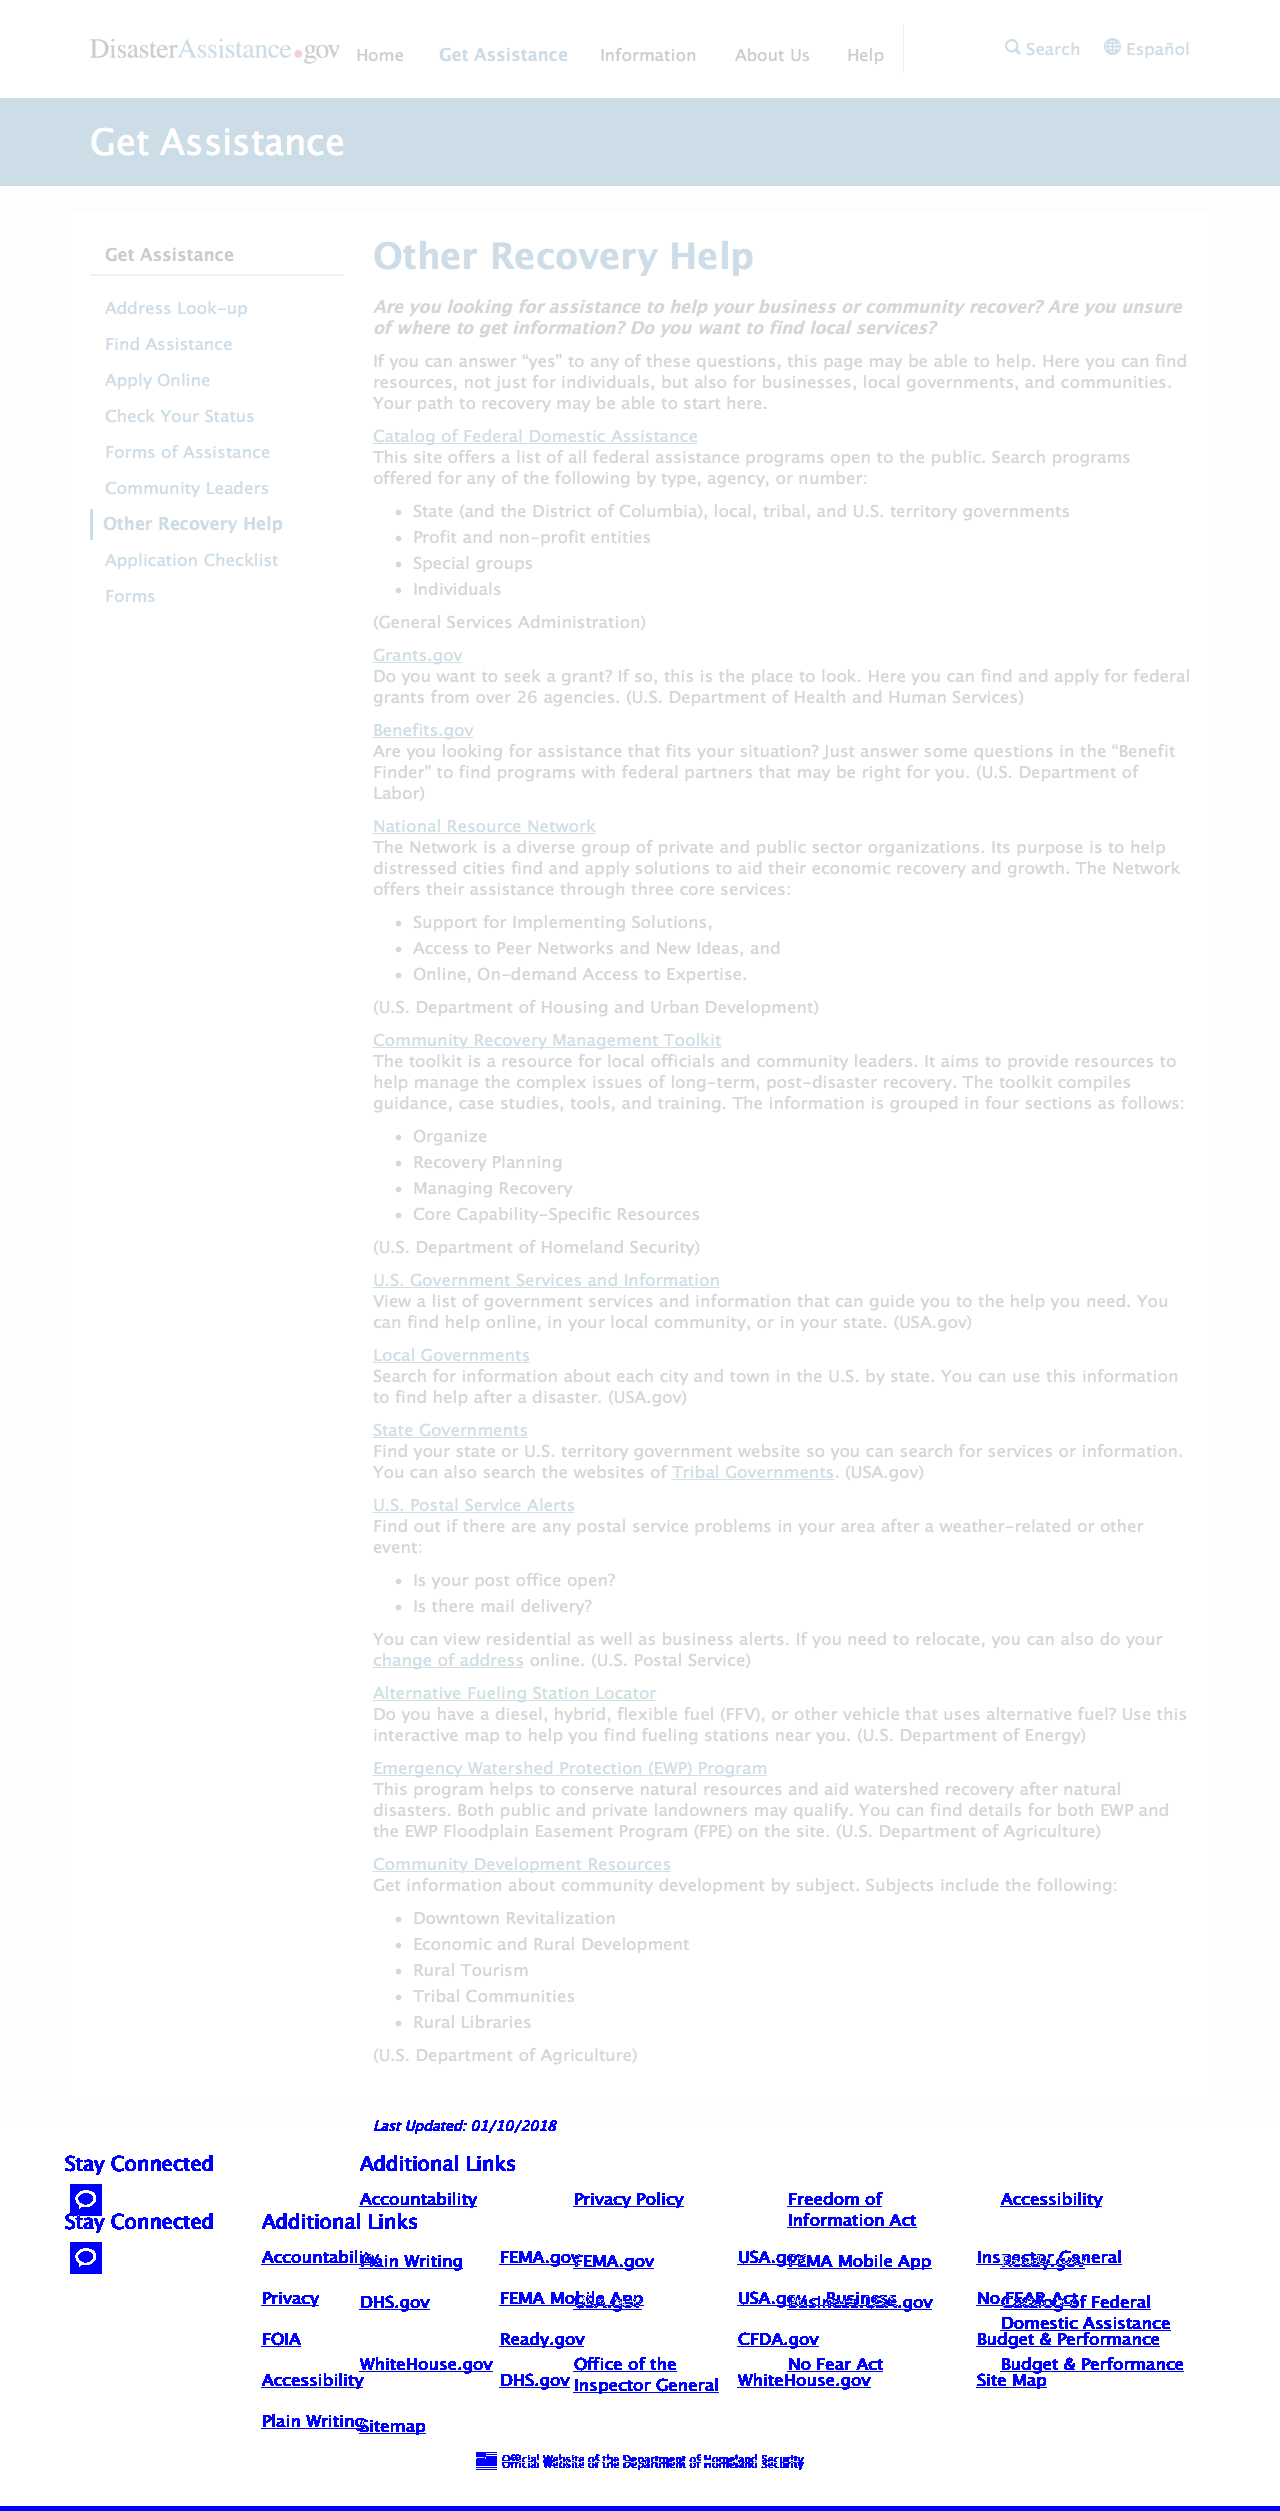 DisasterAssistance.gov Home Get Assistance Information About Us Help Search Español
Get Assistance
Get Assistance
Address Look-up
Find Assistance
Apply Online
Check Your Status
Forms of Assistance
Community Leaders
Other Recovery Help
Application Checklist
Forms
Other Recovery Help
Are you looking for assistance to help your business or community recover? Are you unsure
of where to get information? Do you want to find local services?
If you can answer “yes” to any of these questions, this page may be able to help. Here you can find
resources, not just for individuals, but also for businesses, local governments, and communities.
Your path to recovery may be able to start here.
Catalog of Federal Domestic Assistance
This site offers a list of all federal assistance programs open to the public. Search programs
offered for any of the following by type, agency, or number:
• State (and the District of Columbia), local, tribal, and U.S. territory governments
• Profit and non-profit entities
• Special groups
• Individuals
(General Services Administration)
Grants.gov
Do you want to seek a grant? If so, this is the place to look. Here you can find and apply for federal
grants from over 26 agencies. (U.S. Department of Health and Human Services)
Benefits.gov
Are you looking for assistance that fits your situation? Just answer some questions in the “Benefit
Finder” to find programs with federal partners that may be right for you. (U.S. Department of
Labor)
National Resource Network
The Network is a diverse group of private and public sector organizations. Its purpose is to help
distressed cities find and apply solutions to aid their economic recovery and growth. The Network
offers their assistance through three core services:
• Support for Implementing Solutions,
• Access to Peer Networks and New Ideas, and
• Online, On-demand Access to Expertise.
(U.S. Department of Housing and Urban Development)
Community Recovery Management Toolkit
The toolkit is a resource for local officials and community leaders. It aims to provide resources to
help manage the complex issues of long-term, post-disaster recovery. The toolkit compiles
guidance, case studies, tools, and training. The information is grouped in four sections as follows:
• Organize
• Recovery Planning
• Managing Recovery
• Core Capability-Specific Resources
(U.S. Department of Homeland Security)
U.S. Government Services and Information
View a list of government services and information that can guide you to the help you need. You
can find help online, in your local community, or in your state. (USA.gov)
Local Governments
Search for information about each city and town in the U.S. by state. You can use this information
to find help after a disaster. (USA.gov)
State Governments
Find your state or U.S. territory government website so you can search for services or information.
You can also search the websites of Tribal Governments. (USA.gov)
U.S. Postal Service Alerts
Find out if there are any postal service problems in your area after a weather-related or other
event:
• Is your post office open?
• Is there mail delivery?
You can view residential as well as business alerts. If you need to relocate, you can also do your
change of address online. (U.S. Postal Service)
Alternative Fueling Station Locator
Do you have a diesel, hybrid, flexible fuel (FFV), or other vehicle that uses alternative fuel? Use this
interactive map to help you find fueling stations near you. (U.S. Department of Energy)
Emergency Watershed Protection (EWP) Program
This program helps to conserve natural resources and aid watershed recovery after natural
disasters. Both public and private landowners may qualify. You can find details for both EWP and
the EWP Floodplain Easement Program (FPE) on the site. (U.S. Department of Agriculture)
Community Development Resources
Get information about community development by subject. Subjects include the following:
• Downtown Revitalization
• Economic and Rural Development
• Rural Tourism
• Tribal Communities
• Rural Libraries
(U.S. Department of Agriculture)
Last Updated: 01/10/2018
Stay Connected Additional Links
Accountability Privacy Policy Freedom of Accessibility
Information Act
Stay Connected Additional Links
Accountability FEMA.gov USA.gov Inspector General
Plain Writing FEMA.gov FEMA Mobile App Ready.gov
Privacy FEMA Mobile App USA.gov - Business No FEAR Act
DHS.gov USA.gov Business.USA.gov Catalog of Federal
Domestic Assistance
FOIA Ready.gov CFDA.gov Budget & Performance
WhiteHouse.gov Office of the No Fear Act Budget & Performance
Inspector General
Accessibility DHS.gov WhiteHouse.gov Site Map
Plain Writing
Sitemap
Official Website of the Department of Homeland Security
Official Website of the Department of Homeland Security